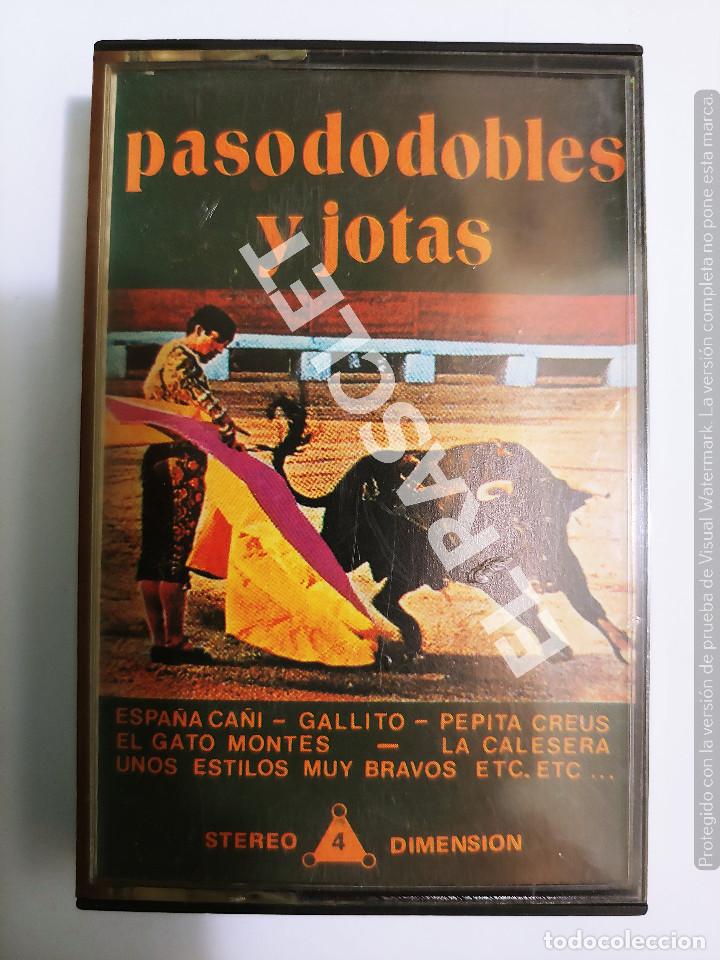 pasododobles
y jotas
EL RASCLET
ESPAÑA CAÑI - GALLITO - PEPITA CREUS
EL GATO MONTES - LA CALESERA
UNOS ESTILOS MUY BRAVOS ETC. ETC ...
STEREO 4 DIMENSION
Protegido con la versión de prueba de Visual Watermark. La versión completa no pone esta marca.
todocoleccion